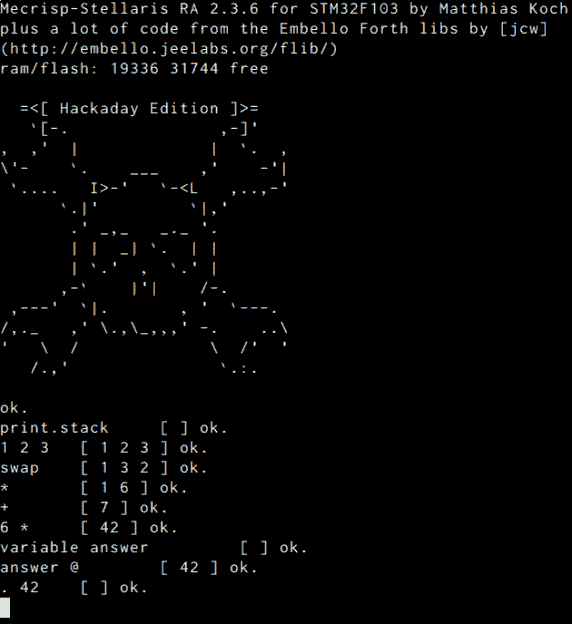 Mecrisp-Stellaris RA 2.3.6 for STM32F103 by Matthias Koch
plus a lot of code from the Embello Forth libs by [jcw]
(http://embello.jeelabs.org/flib/)
ram/flash: 19336 31744 free
=<[ Hackaday Edition ]>=
ok.
print.stack [ ] ok.
1 2 3 [ 1 2 3 ] ok.
swap [ 1 3 2 ] ok.
* [ 1 6 ] ok.
+ [ 7 ] ok.
6 * [ 42 ] ok.
variable answer [ ] ok.
answer @ [ 42 ] ok.
. 42 [ ] ok.